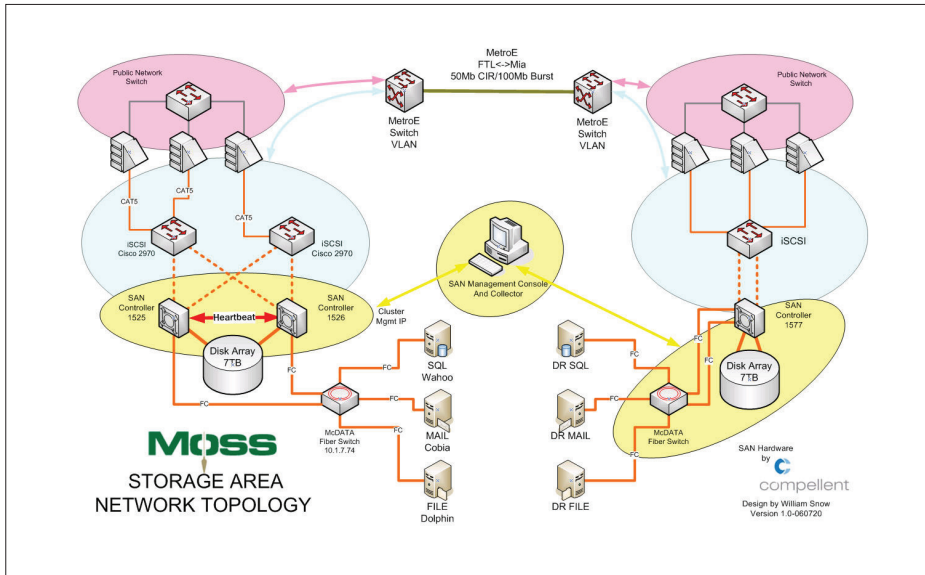 MetroE
FTL<->Mia
50Mb CIR/100Mb Burst
Public Network
Switch
Public Network
Switch
MetroE
Switch
VLAN
MetroE
Switch
VLAN
CAT5
CAT5
CAT5
iSCSI
Cisco 2970
iSCSI
Cisco 2970
iSCSI
SAN Management Console
And Collector
SAN
Controller
1525
Heartbeat
SAN
Controller
1526
Cluster
Mgmt IP
SAN
Controller
1577
Disk Array
7TB
Disk Array
7TB
FC
FC
FC
FC
FC
FC
FC
FC
FC
FC
SQL
Wahoo
DR SQL
MAIL
Cobia
DR MAIL
FILE
Dolphin
DR FILE
McDATA
Fiber Switch
10.1.7.74
McDATA
Fiber Switch
Moss
STORAGE AREA
NETWORK TOPOLOGY
SAN Hardware
by
compellent
Design by William Snow
Version 1.0-060720